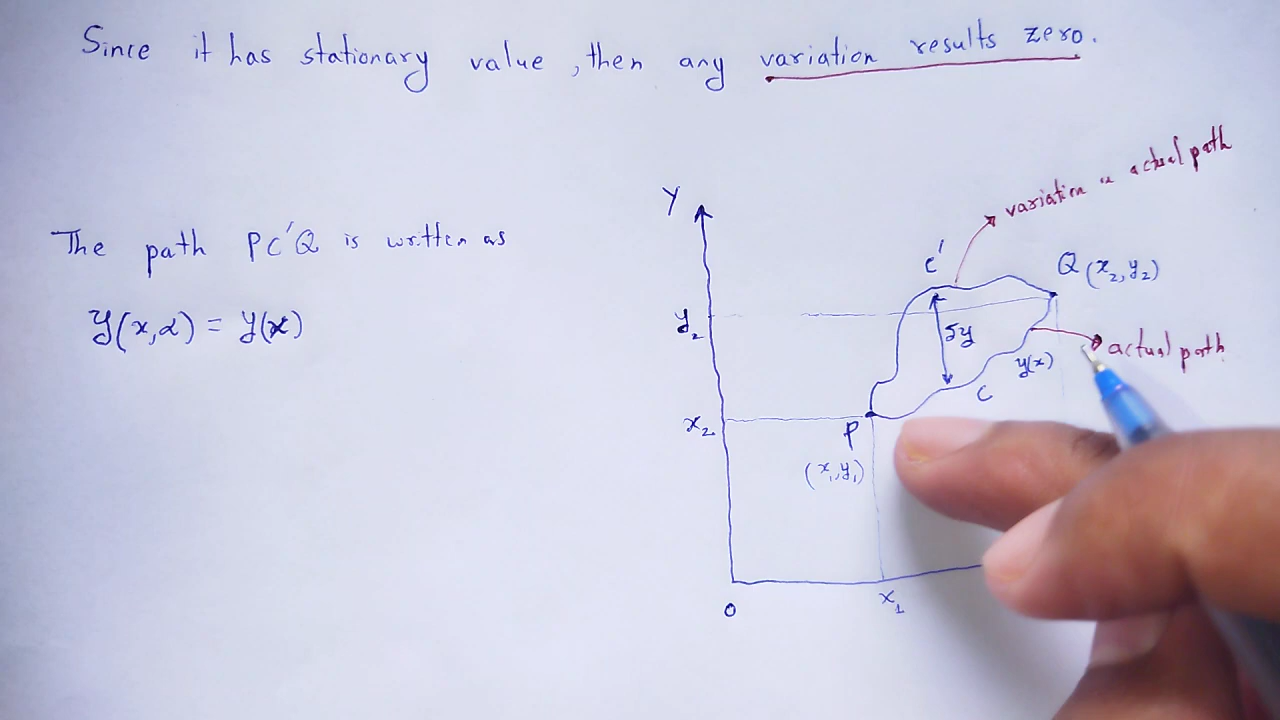 Since it has stationary value, then any variation results zero.
variation in actual path
Y
The path PC'Q is written as
C'
Q (x₂, y₂)
y(x,α) = y(x)
y₂
δy
actual path
y(x)
C
x₂
P
(x₁, y₁)
O
x₁